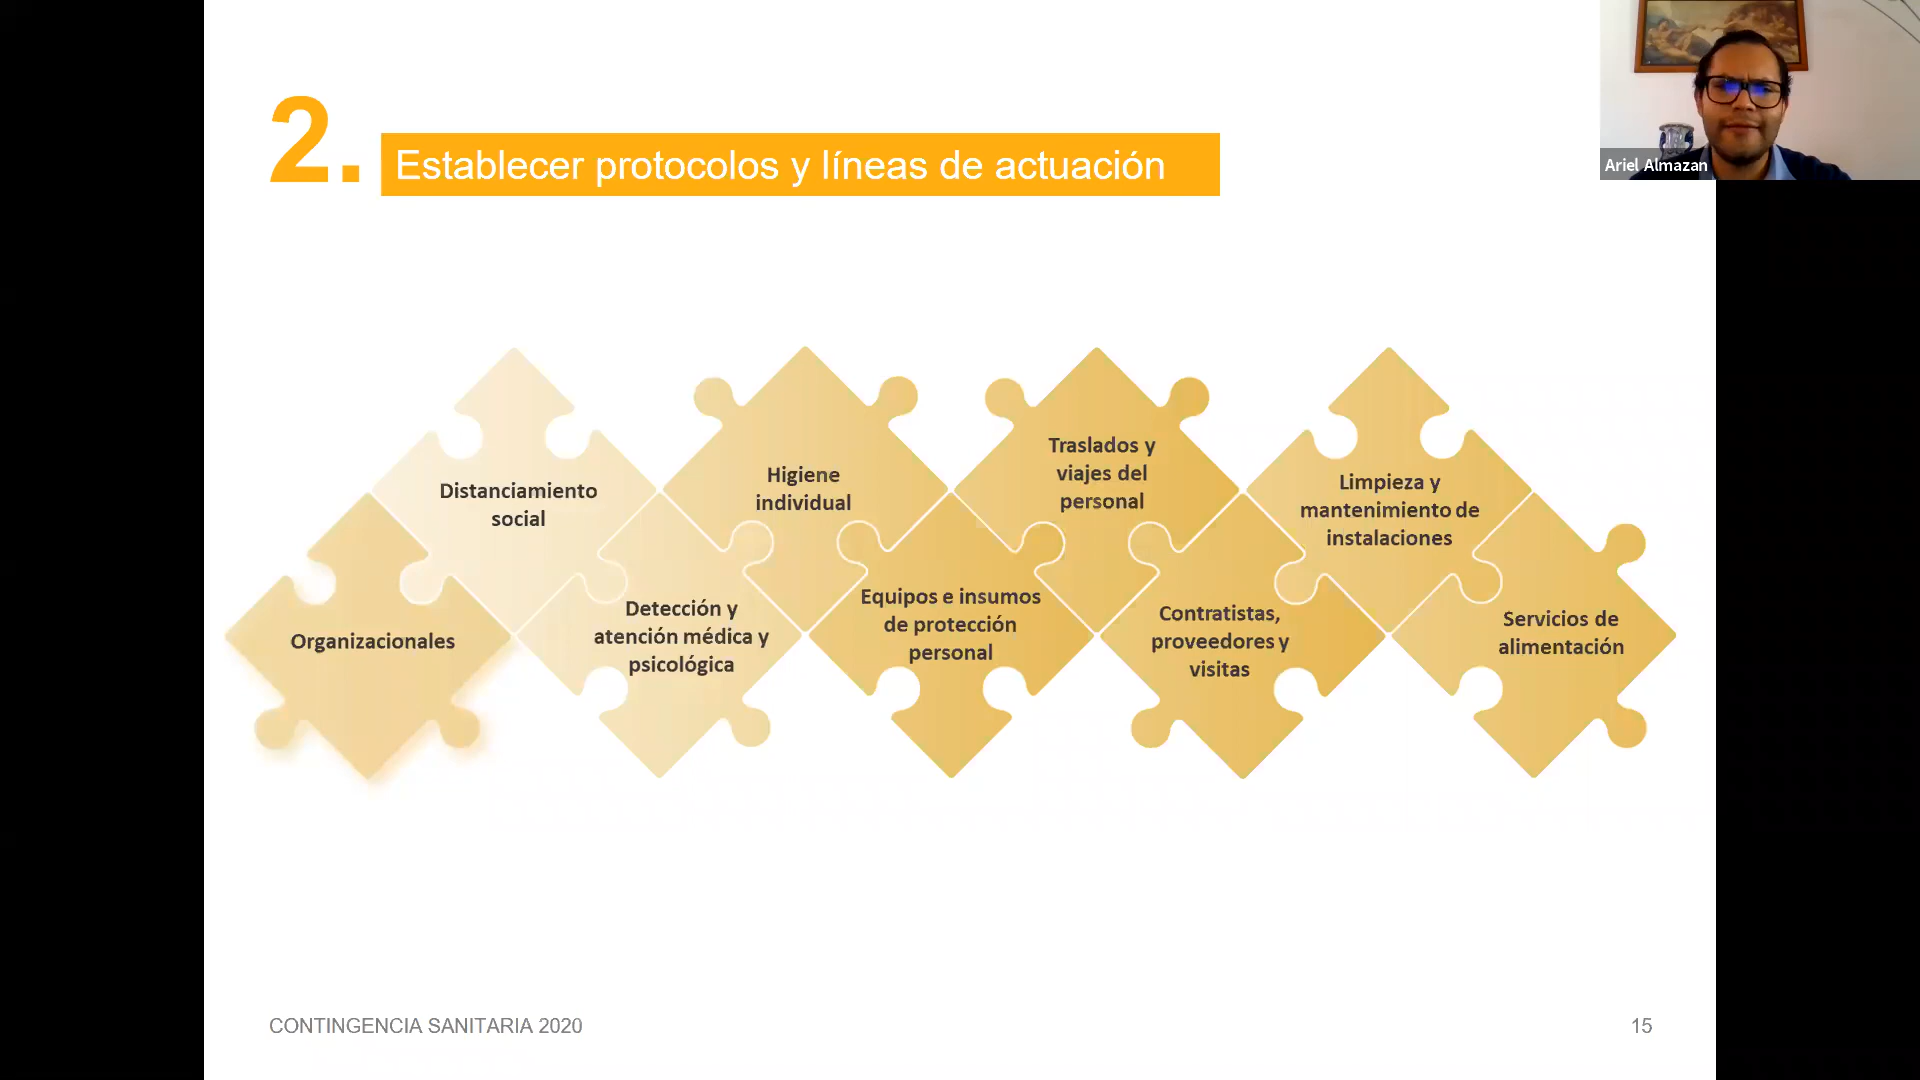 2.
Establecer protocolos y líneas de actuación
Ariel Almazan
Organizacionales
Distanciamiento
social
Detección y
atención médica y
psicológica
Higiene
individual
Equipos e insumos
de protección
personal
Traslados y
viajes del
personal
Contratistas,
proveedores y
visitas
Limpieza y
mantenimiento de
instalaciones
Servicios de
alimentación
CONTINGENCIA SANITARIA 2020
15